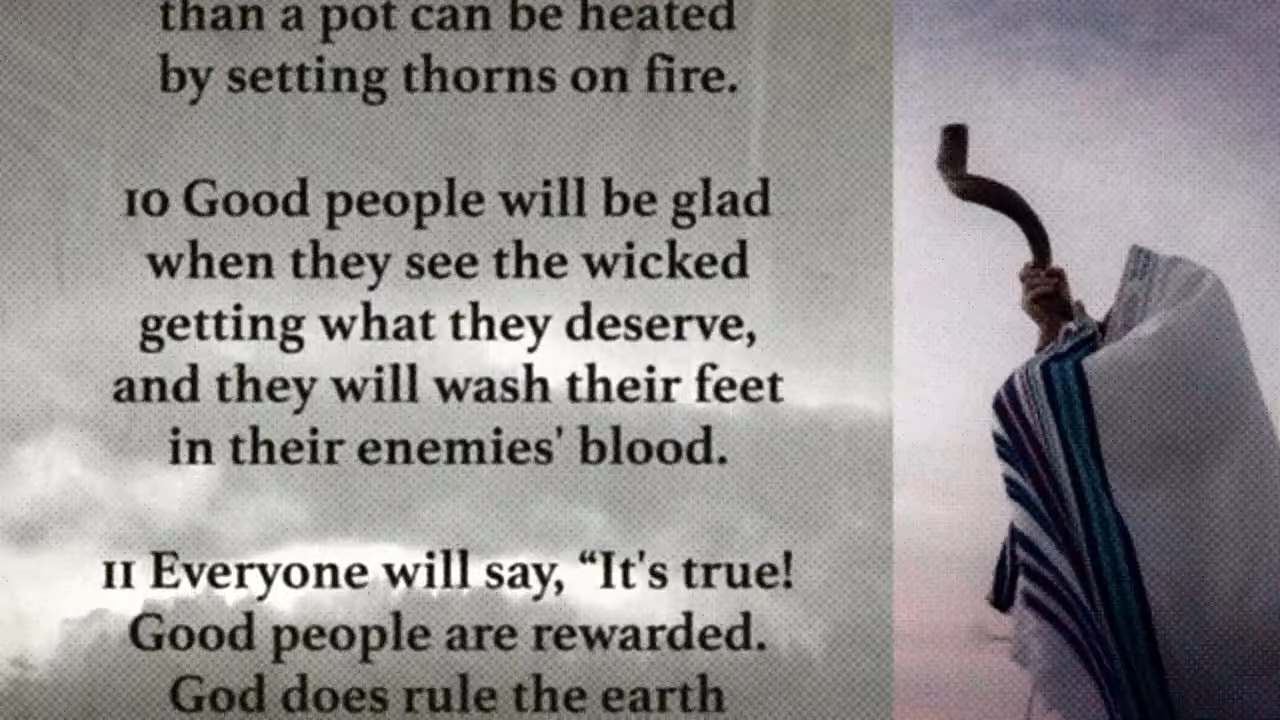 than a pot can be heated
by setting thorns on fire.
10 Good people will be glad
when they see the wicked
getting what they deserve,
and they will wash their feet
in their enemies' blood.
11 Everyone will say, “It's true!
Good people are rewarded.
God does rule the earth